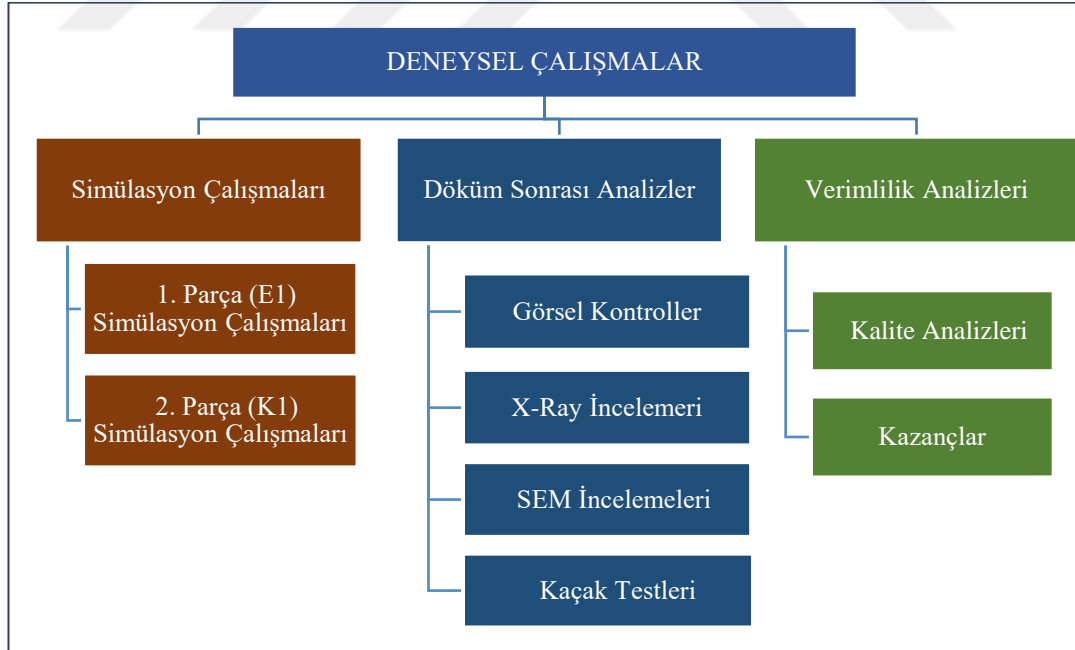 DENEYSEL ÇALIŞMALAR
Simülasyon Çalışmaları
1. Parça (E1)
Simülasyon Çalışmaları
2. Parça (K1)
Simülasyon Çalışmaları
Döküm Sonrası Analizler
Görsel Kontroller
X-Ray İncelemeri
SEM İncelemeleri
Kaçak Testleri
Verimlilik Analizleri
Kalite Analizleri
Kazançlar